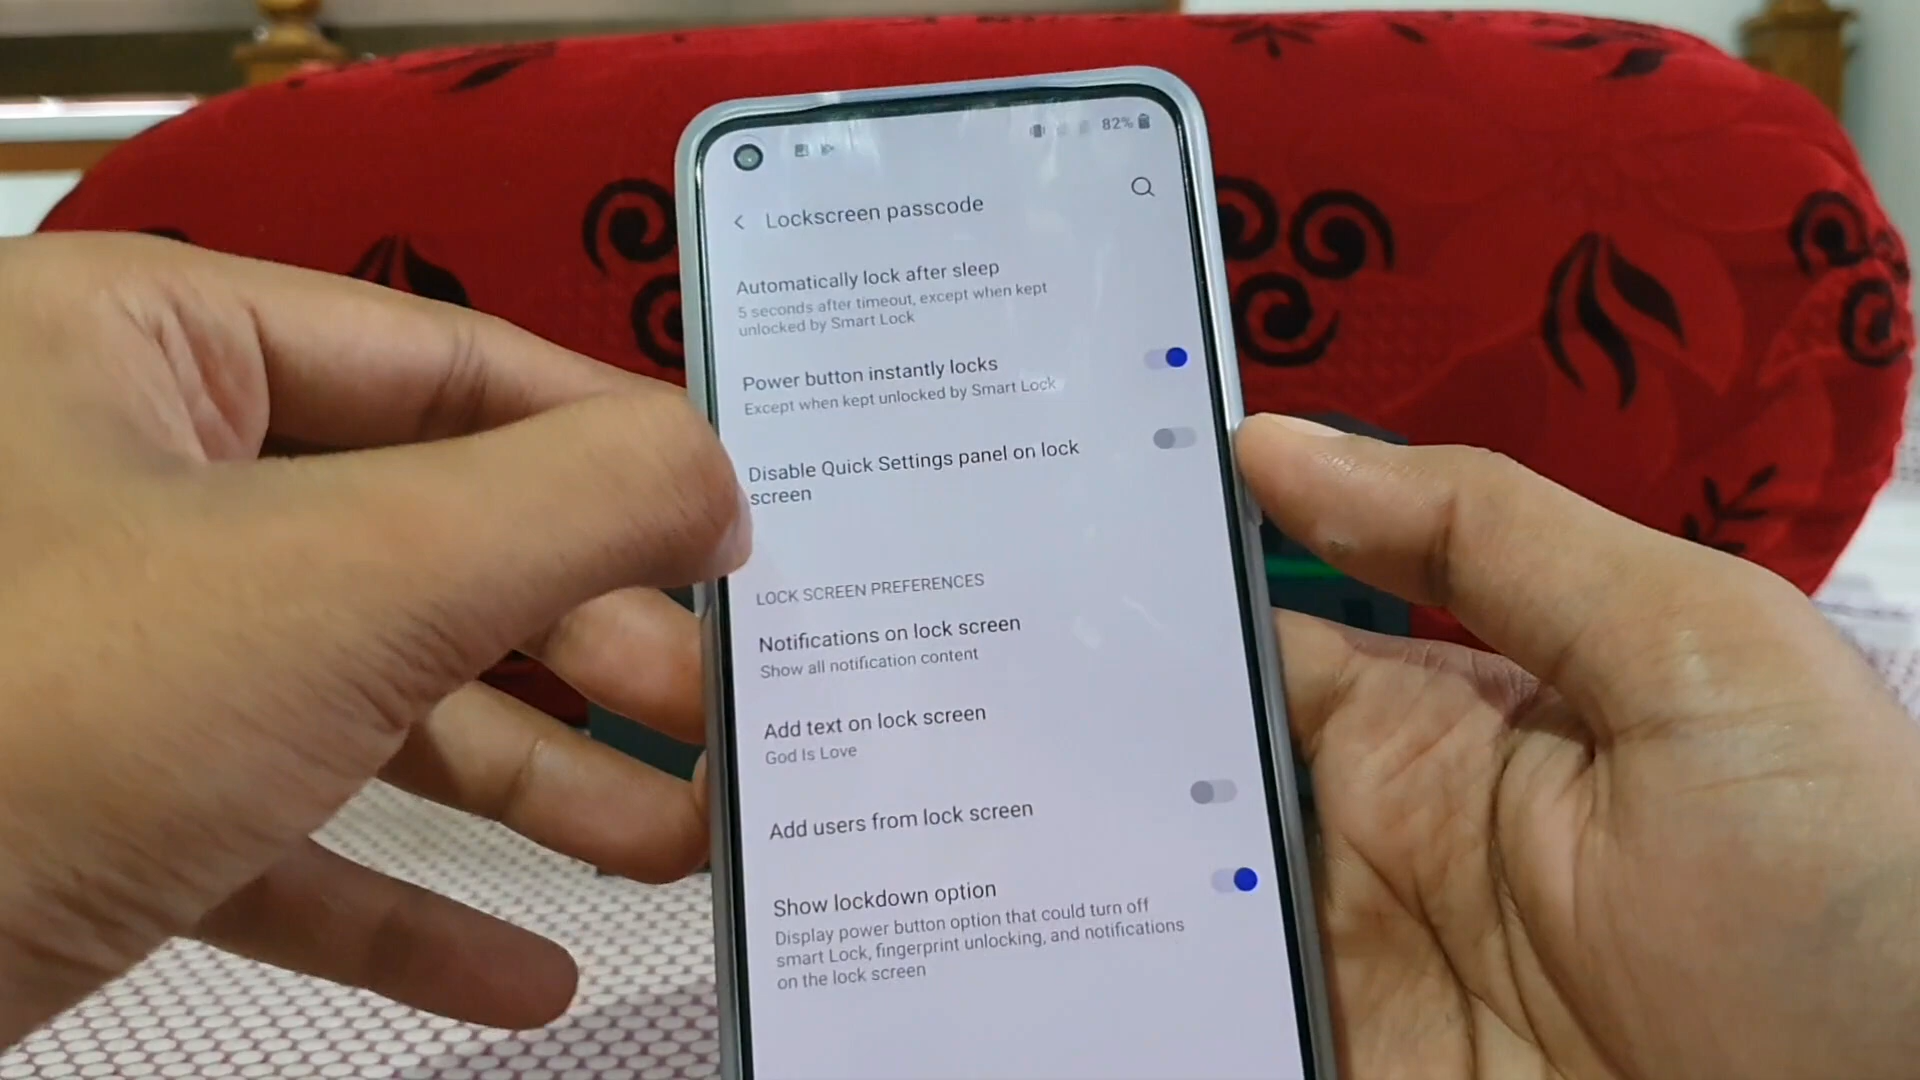 82%
Lockscreen passcode
Automatically lock after sleep
5 seconds after timeout, except when kept
unlocked by Smart Lock
Power button instantly locks
Except when kept unlocked by Smart Lock
Disable Quick Settings panel on lock
screen
LOCK SCREEN PREFERENCES
Notifications on lock screen
Show all notification content
Add text on lock screen
God Is Love
Add users from lock screen
Show lockdown option
Display power button option that could turn off
smart Lock, fingerprint unlocking, and notifications
on the lock screen